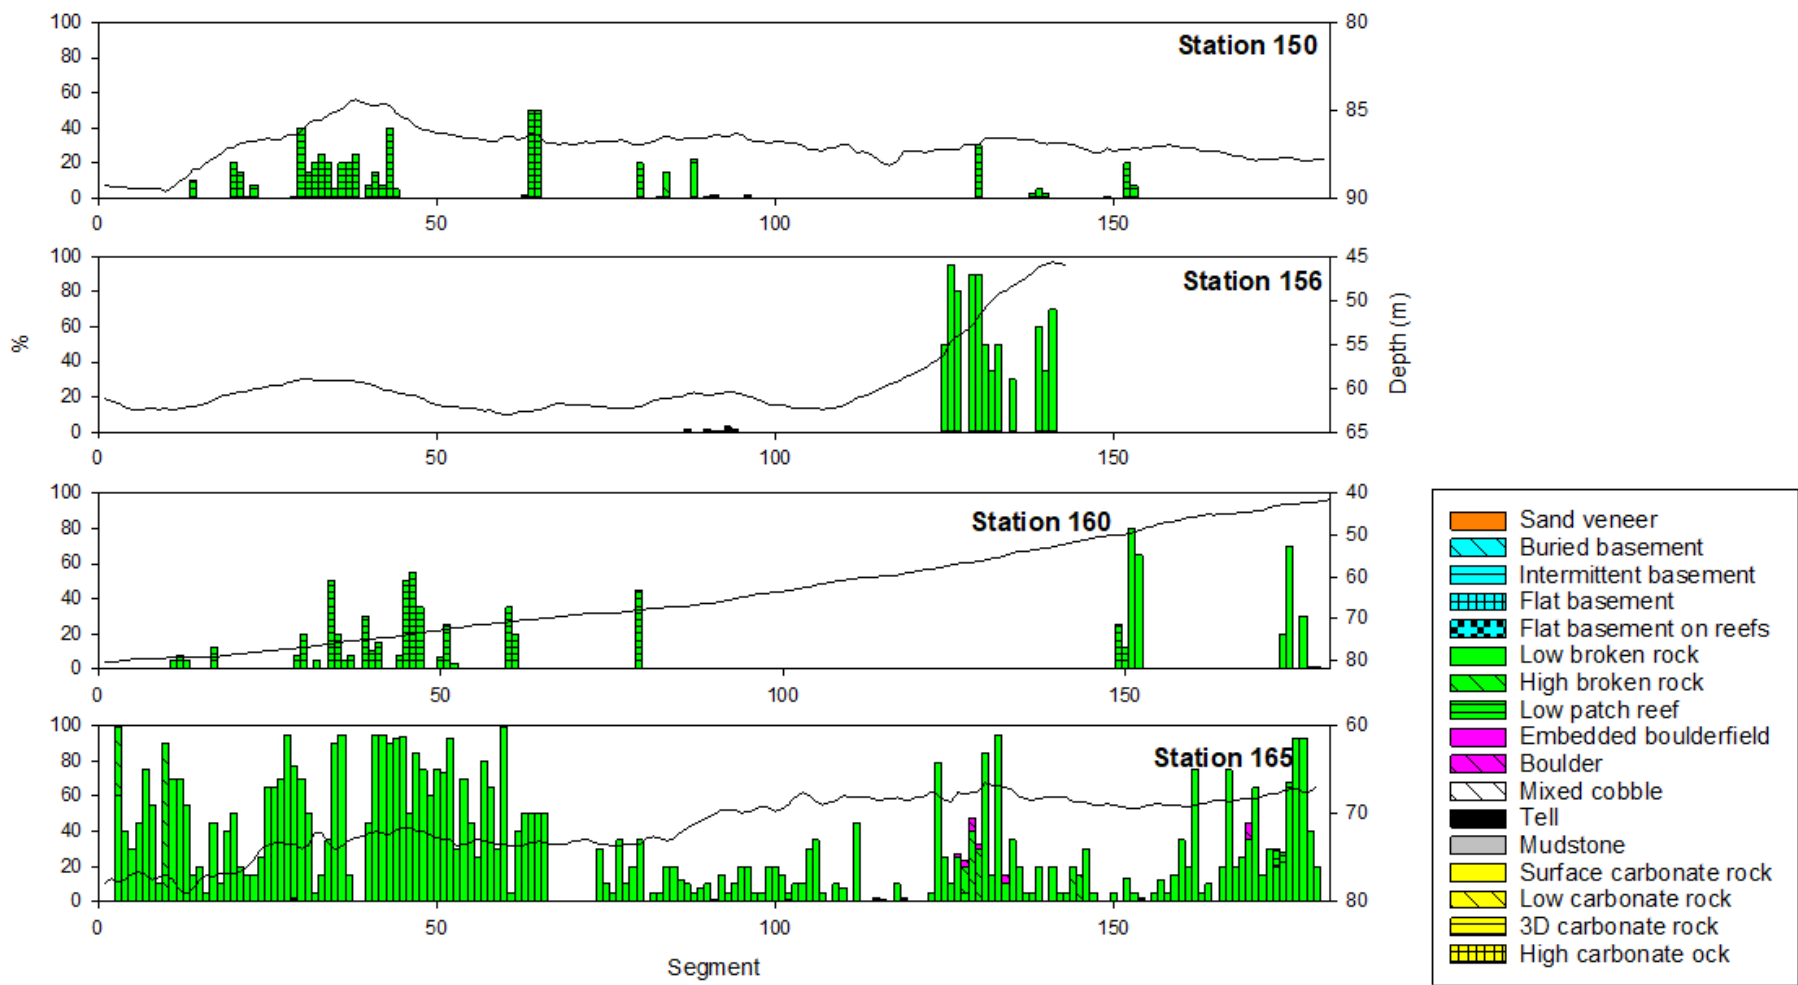 100
80
60
40
20
0
Station 150
80
85
90
0
50
100
150
100
80
60
40
20
0
Station 156
45
50
55
60
65
0
50
100
150
%
Depth (m)
100
80
60
40
20
0
Station 160
40
50
60
70
80
0
50
100
150
100
80
60
40
20
0
Station 165
60
70
80
0
50
100
150
Segment
Sand veneer
Buried basement
Intermittent basement
Flat basement
Flat basement on reefs
Low broken rock
High broken rock
Low patch reef
Embedded boulderfield
Boulder
Mixed cobble
Tell
Mudstone
Surface carbonate rock
Low carbonate rock
3D carbonate rock
High carbonate ock